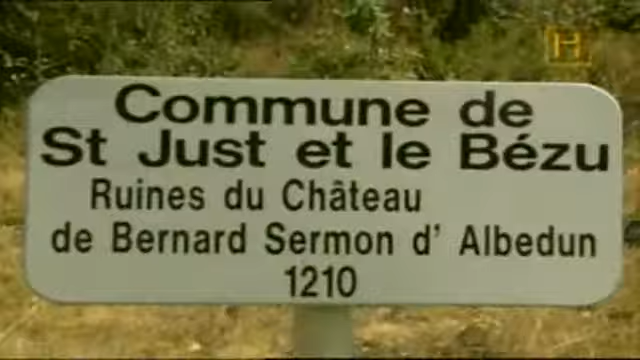 H
Commune de
St Just et le Bézu
Ruines du Château
de Bernard Sermon d' Albedun
1210